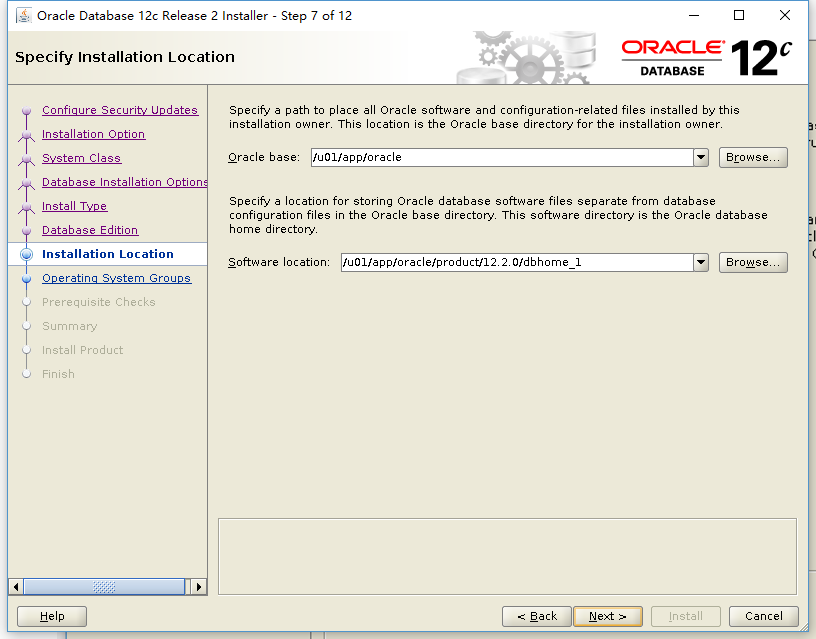 Oracle Database 12c Release 2 Installer - Step 7 of 12
Specify Installation Location
ORACLE®
DATABASE
12c
Configure Security Updates
Installation Option
System Class
Database Installation Options
Install Type
Database Edition
Installation Location
Operating System Groups
Prerequisite Checks
Summary
Install Product
Finish
Specify a path to place all Oracle software and configuration-related files installed by this
installation owner. This location is the Oracle base directory for the installation owner.
Oracle base: /u01/app/oracle Browse...
Specify a location for storing Oracle database software files separate from database
configuration files in the Oracle base directory. This software directory is the Oracle database
home directory.
Software location: /u01/app/oracle/product/12.2.0/dbhome_1 Browse...
Help < Back Next > Install Cancel